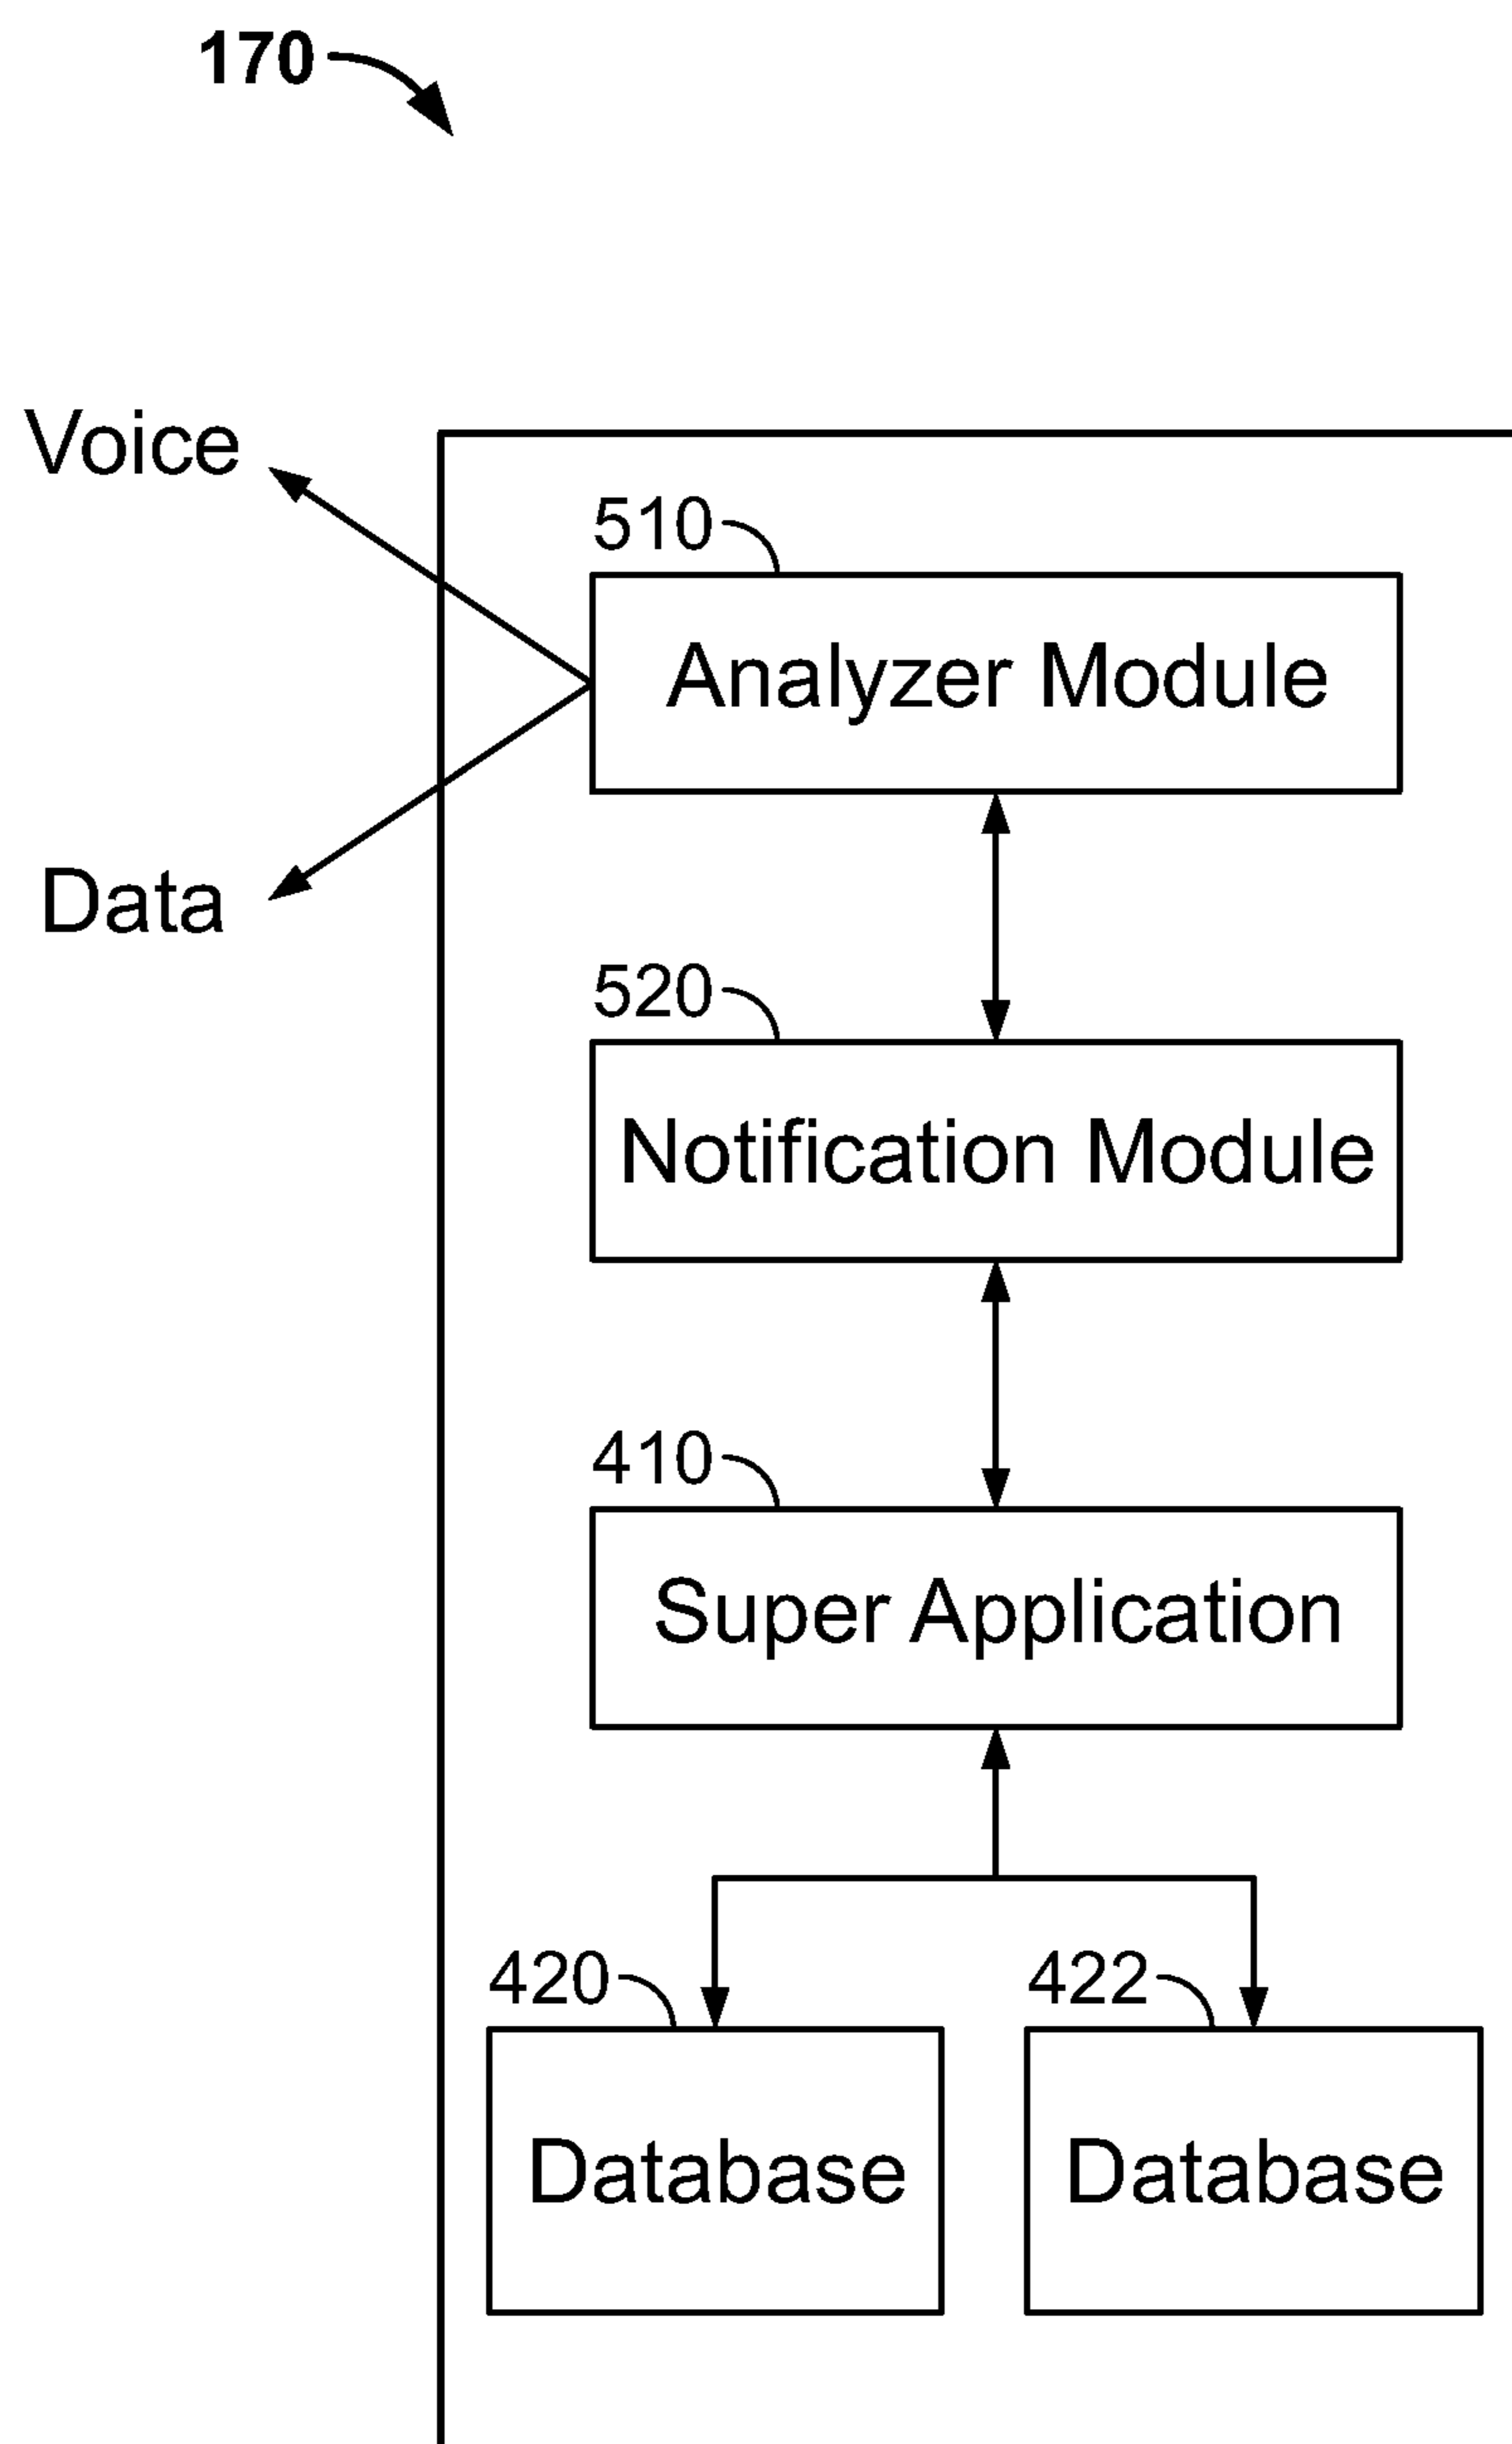 170
Voice
510
Analyzer Module
Data
520
Notification Module
410
Super Application
420
422
Database
Database